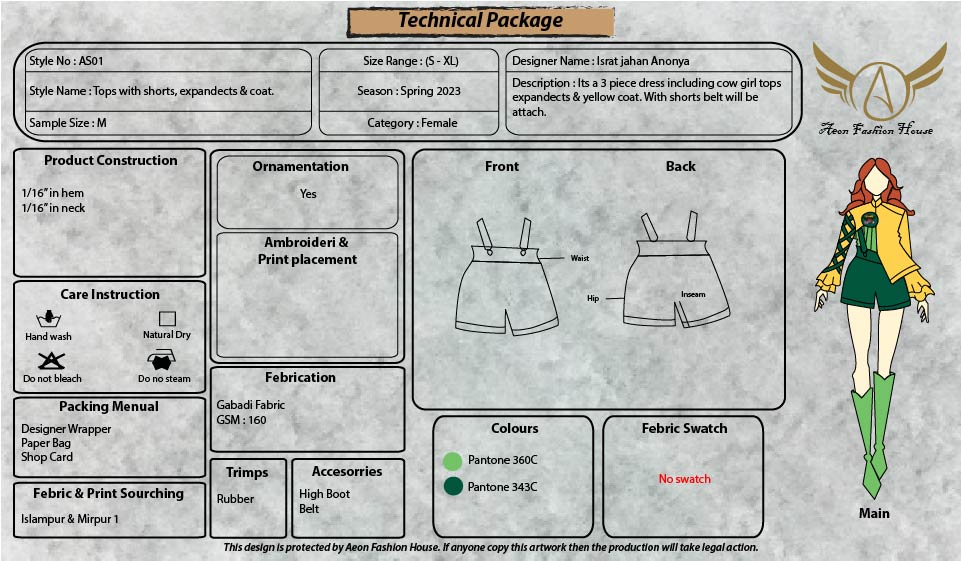 Technical Package
Style No : AS01
Style Name : Tops with shorts, expandects & coat.
Sample Size : M
Size Range : (S - XL)
Season : Spring 2023
Category : Female
Designer Name : Israt jahan Anonya
Description : Its a 3 piece dress including cow girl tops
expandects & yellow coat. With shorts belt will be
attach.
Aeon Fashion House
Product Construction
1/16” in hem
1/16” in neck
Care Instruction
Hand wash
Natural Dry
Do not bleach
Do no steam
Packing Menual
Designer Wrapper
Paper Bag
Shop Card
Febric & Print Sourching
Islampur & Mirpur 1
Ornamentation
Yes
Ambroideri &
Print placement
Febrication
Gabadi Fabric
GSM : 160
Trimps
Rubber
Accesorries
High Boot
Belt
Front
Back
Waist
Hip
Inseam
Colours
Pantone 360C
Pantone 343C
Febric Swatch
No swatch
Main
This design is protected by Aeon Fashion House. If anyone copy this artwork then the production will take legal action.